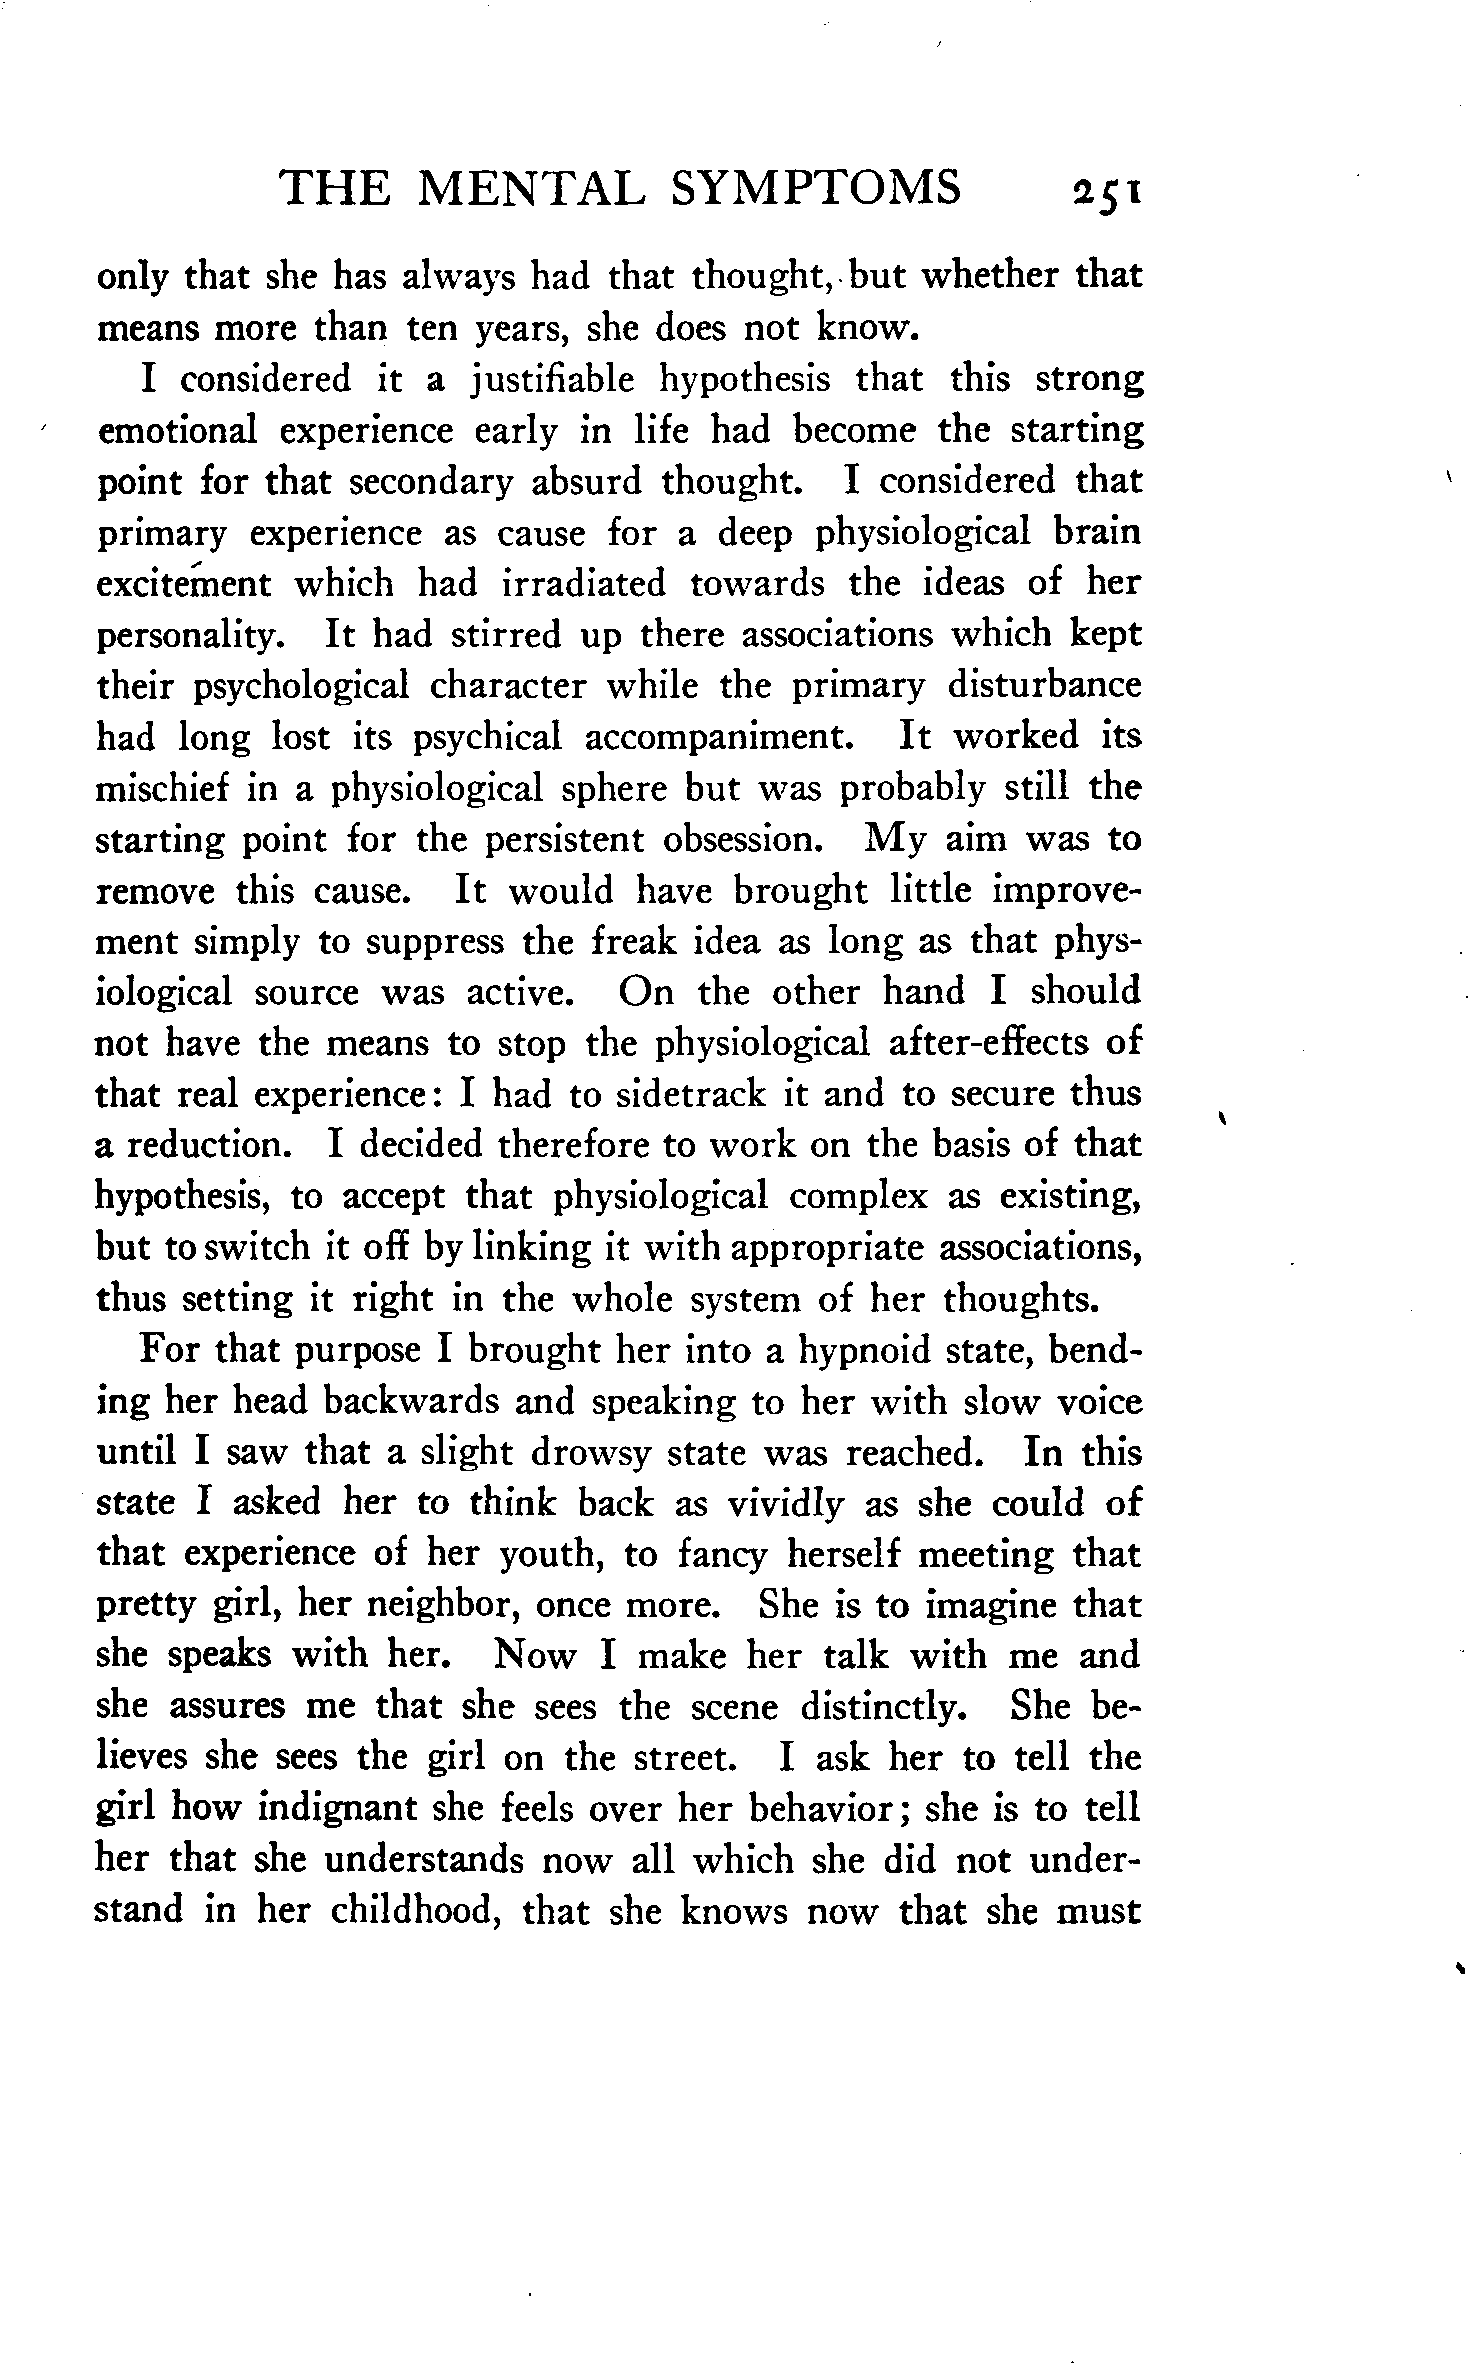 THE MENTAL SYMPTOMS 251
only that she has always had that thought, but whether that
means more than ten years, she does not know.
I considered it a justifiable hypothesis that this strong
emotional experience early in life had become the starting
point for that secondary absurd thought. I considered that
primary experience as cause for a deep physiological brain
excitement which had irradiated towards the ideas of her
personality. It had stirred up there associations which kept
their psychological character while the primary disturbance
had long lost its psychical accompaniment. It worked its
mischief in a physiological sphere but was probably still the
starting point for the persistent obsession. My aim was to
remove this cause. It would have brought little improve-
ment simply to suppress the freak idea as long as that phys-
iological source was active. On the other hand I should
not have the means to stop the physiological after-effects of
that real experience: I had to sidetrack it and to secure thus
a reduction. I decided therefore to work on the basis of that
hypothesis, to accept that physiological complex as existing,
but to switch it off by linking it with appropriate associations,
thus setting it right in the whole system of her thoughts.
For that purpose I brought her into a hypnoid state, bend-
ing her head backwards and speaking to her with slow voice
until I saw that a slight drowsy state was reached. In this
state I asked her to think back as vividly as she could of
that experience of her youth, to fancy herself meeting that
pretty girl, her neighbor, once more. She is to imagine that
she speaks with her. Now I make her talk with me and
she assures me that she sees the scene distinctly. She be-
lieves she sees the girl on the street. I ask her to tell the
girl how indignant she feels over her behavior; she is to tell
her that she understands now all which she did not under-
stand in her childhood, that she knows now that she must